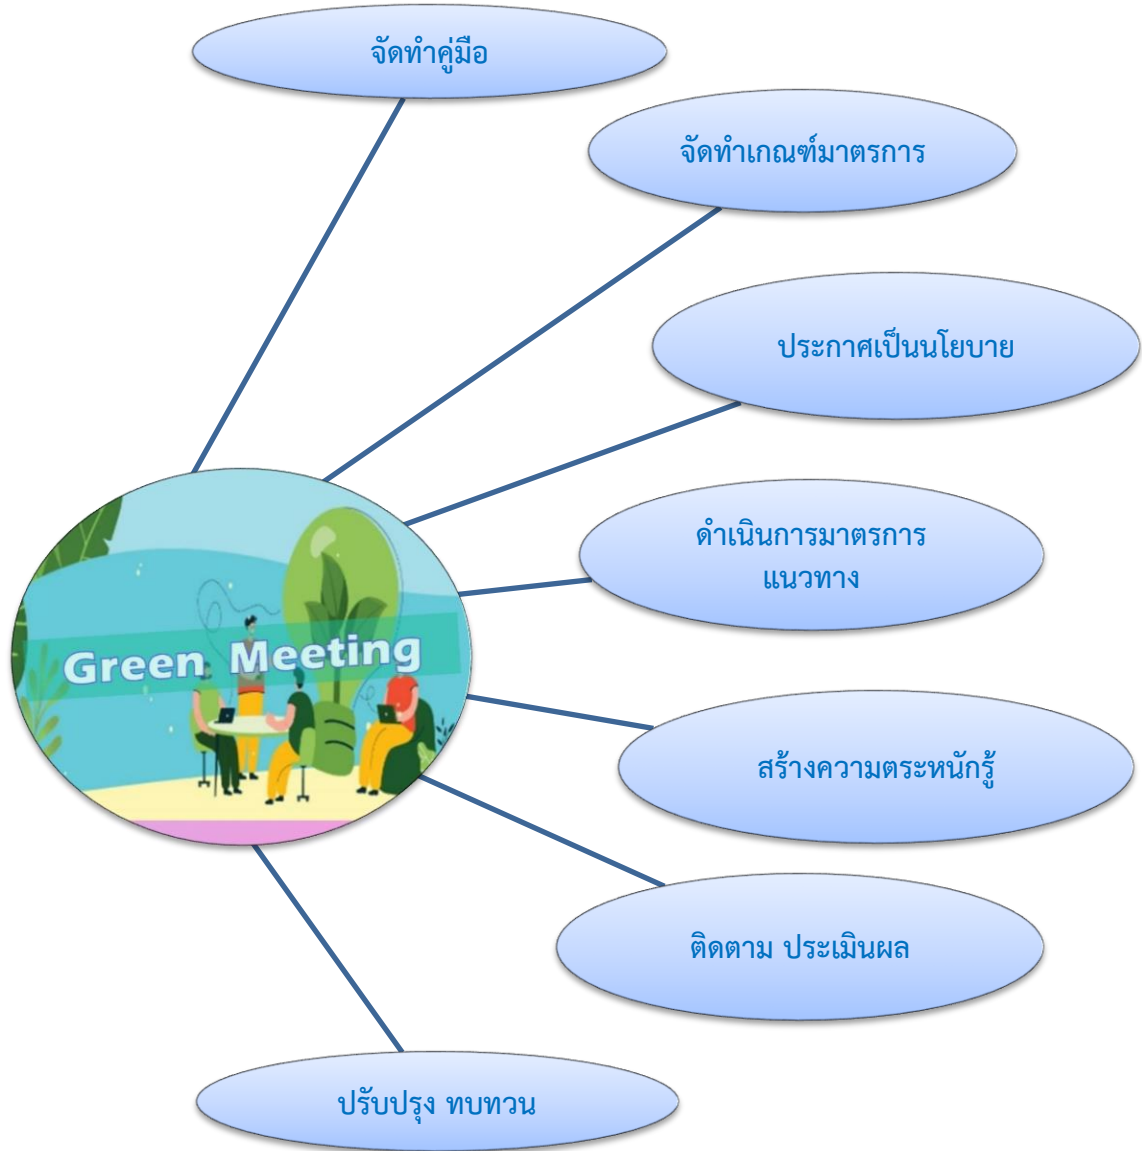 จัดทำคู่มือ
จัดทำเกณฑ์มาตรการ
ประกาศเป็นนโยบาย
ดำเนินการมาตรการ
แนวทาง
Green Meeting
สร้างความตระหนักรู้
ติดตาม ประเมินผล
ปรับปรุง ทบทวน